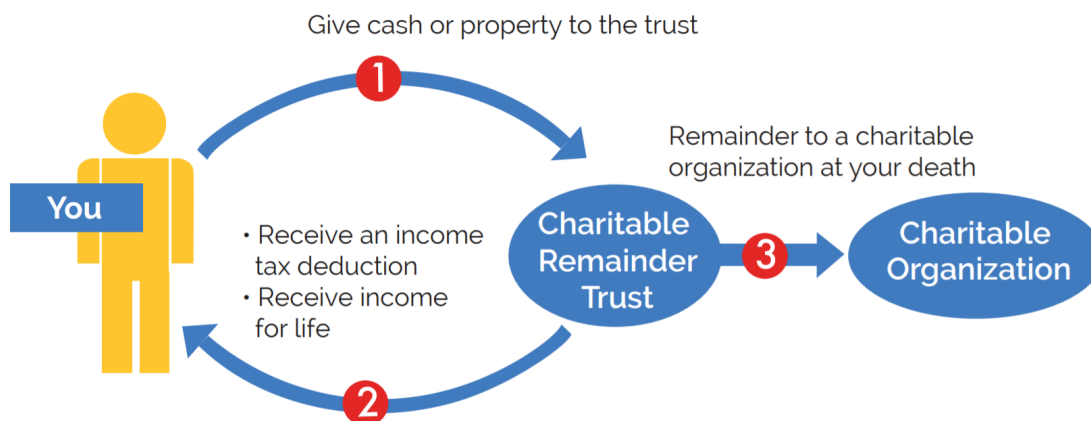 Give cash or property to the trust
1
Remainder to a charitable
organization at your death
You
• Receive an income
tax deduction
• Receive income
for life
Charitable
Remainder
Trust
3
Charitable
Organization
2